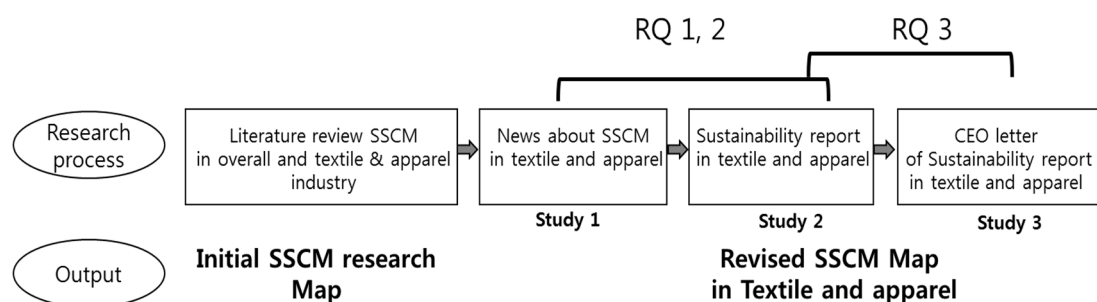 RQ 1, 2
RQ 3
Research
process
Literature review SSCM
in overall and textile & apparel
industry
News about SSCM
in textile and apparel
Sustainability report
in textile and apparel
CEO letter
of Sustainability report
in textile and apparel
Study 1
Study 2
Study 3
Output
Initial SSCM research
Map
Revised SSCM Map
in Textile and apparel